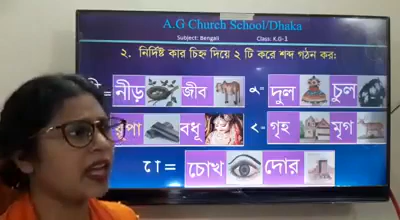 A.G Church School/Dhaka
Subject: Bengali Class: K.G-1
২. নির্দিষ্ট কার চিহ্ন দিয়ে ২ টি করে শব্দ গঠন কর:
= নীড় জীব = দুল চুল
বধূ = গৃহ মৃগ
ো = চোখ দোর